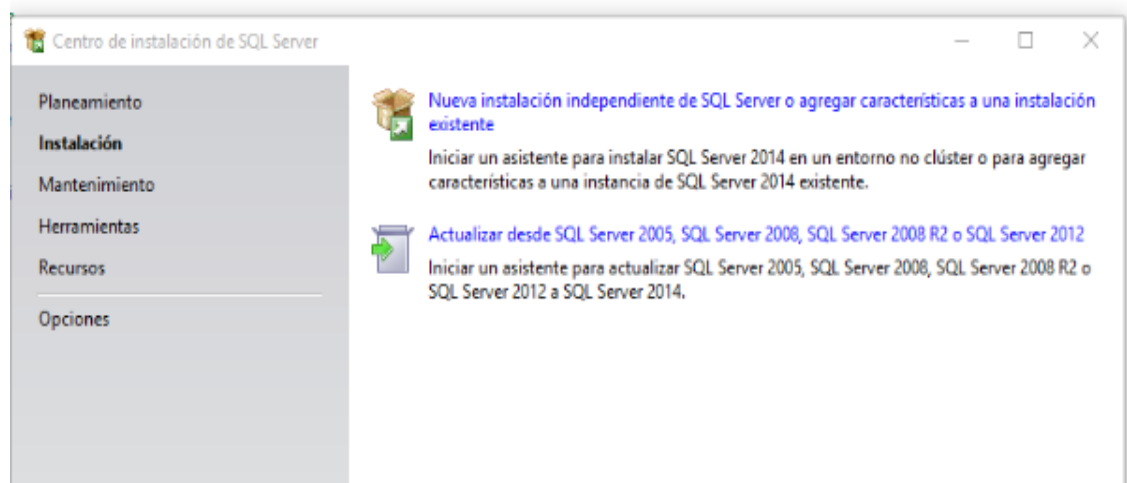 Centro de instalación de SQL Server
Planeamiento
Instalación
Mantenimiento
Herramientas
Recursos
Opciones
Nueva instalación independiente de SQL Server o agregar características a una instalación
existente
Iniciar un asistente para instalar SQL Server 2014 en un entorno no clúster o para agregar
características a una instancia de SQL Server 2014 existente.
Actualizar desde SQL Server 2005, SQL Server 2008, SQL Server 2008 R2 o SQL Server 2012
Iniciar un asistente para actualizar SQL Server 2005, SQL Server 2008, SQL Server 2008 R2 o
SQL Server 2012 a SQL Server 2014.